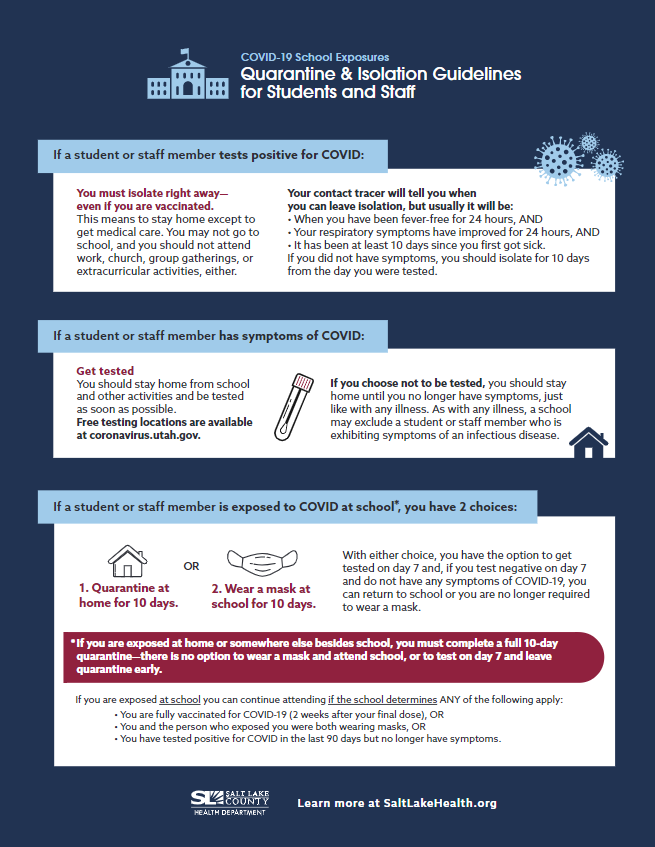 COVID-19 School Exposures
Quarantine & Isolation Guidelines
for Students and Staff
If a student or staff member tests positive for COVID:
You must isolate right away—
even if you are vaccinated.
This means to stay home except to
get medical care. You may not go to
school, and you should not attend
work, church, group gatherings, or
extracurricular activities, either.
Your contact tracer will tell you when
you can leave isolation, but usually it will be:
• When you have been fever-free for 24 hours, AND
• Your respiratory symptoms have improved for 24 hours, AND
• It has been at least 10 days since you first got sick.
If you did not have symptoms, you should isolate for 10 days
from the day you were tested.
If a student or staff member has symptoms of COVID:
Get tested
You should stay home from school
and other activities and be tested
as soon as possible.
Free testing locations are available
at coronavirus.utah.gov.
If you choose not to be tested, you should stay
home until you no longer have symptoms, just
like with any illness. As with any illness, a school
may exclude a student or staff member who is
exhibiting symptoms of an infectious disease.
If a student or staff member is exposed to COVID at school*, you have 2 choices:
OR
1. Quarantine at
home for 10 days.
2. Wear a mask at
school for 10 days.
With either choice, you have the option to get
tested on day 7 and, if you test negative on day 7
and do not have any symptoms of COVID-19, you
can return to school or you are no longer required
to wear a mask.
*If you are exposed at home or somewhere else besides school, you must complete a full 10-day
quarantine—there is no option to wear a mask and attend school, or to test on day 7 and leave
quarantine early.
If you are exposed at school you can continue attending if the school determines ANY of the following apply:
• You are fully vaccinated for COVID-19 (2 weeks after your final dose), OR
• You and the person who exposed you were both wearing masks, OR
• You have tested positive for COVID in the last 90 days but no longer have symptoms.
SL
SALT LAKE
COUNTY
HEALTH DEPARTMENT
Learn more at SaltLakeHealth.org